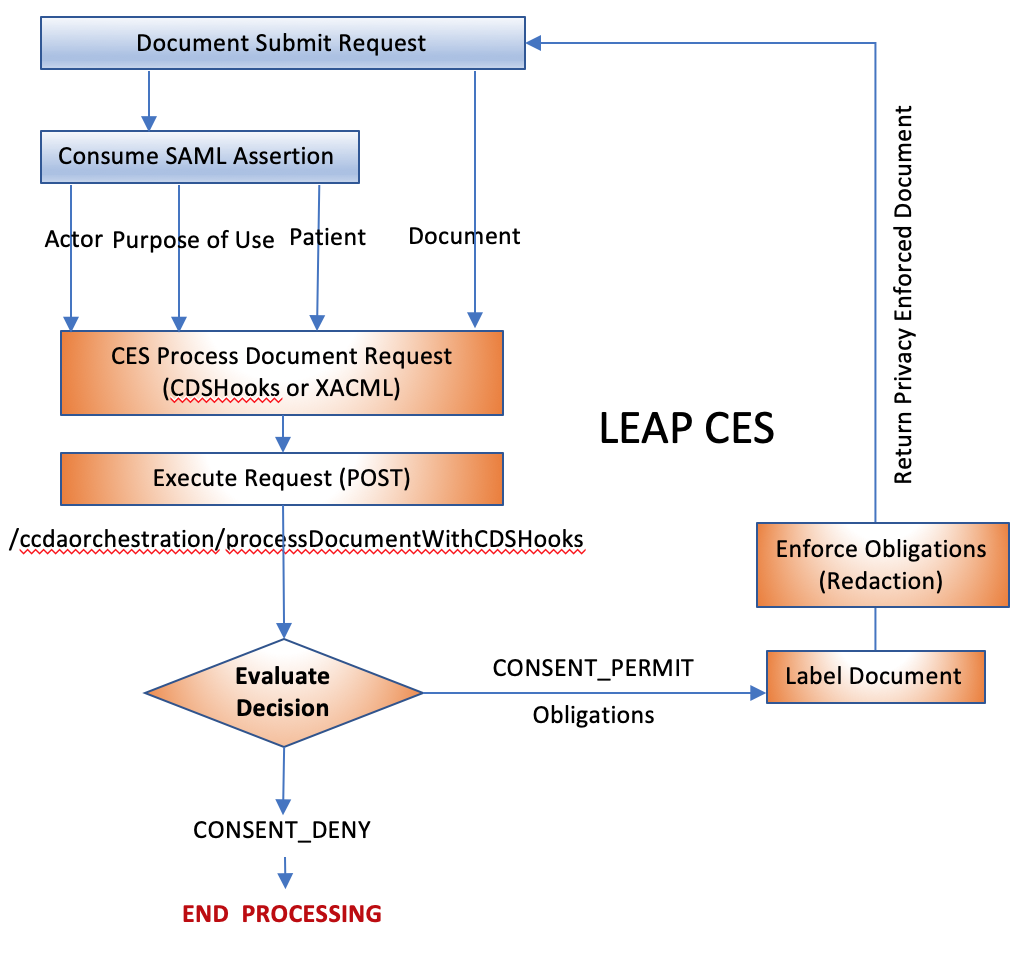 Document Submit Request
Consume SAML Assertion
Actor
Purpose of Use
Patient
Document
CES Process Document Request
(CDSHooks or XACML)
Execute Request (POST)
/ccdaorchestration/processDocumentWithCDSHooks
Evaluate
Decision
CONSENT_PERMIT
Obligations
CONSENT_DENY
END PROCESSING
LEAP CES
Label Document
Enforce Obligations
(Redaction)
Return Privacy Enforced Document